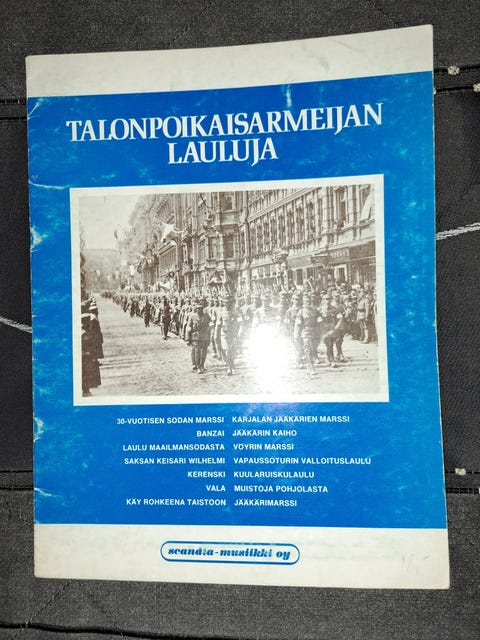 TALONPOIKAISARMEIJAN
LAULUJA
30-VUOTISEN SODAN MARSSI
BANZAI
LAULU MAAILMANSODASTA
SAKSAN KEISARI WILHELMI
KERENSKI
VALA
KÄY ROHKEENA TAISTOON
KARJALAN JÄÄKÄRIEN MARSSI
JÄÄKÄRIN KAIHO
VÖYRIN MARSSI
VAPAUSSOTURIN VALLOITUSLAULU
KUULARUISKULAULU
MUISTOJA POHJOLASTA
JÄÄKÄRIMARSSI
scandia-musiikki oy